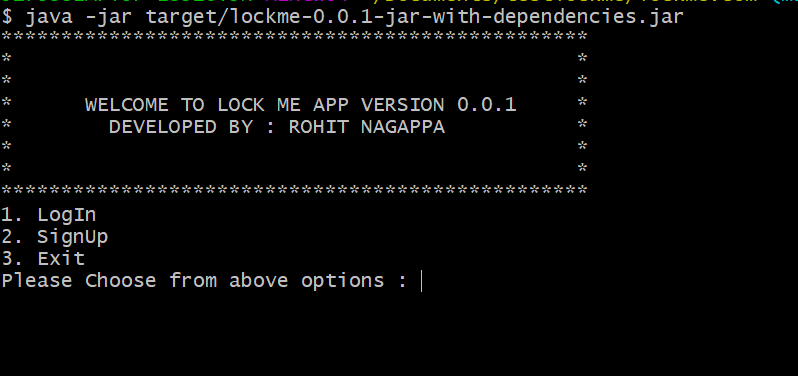 $ java -jar target/lockme-0.0.1-jar-with-dependencies.jar
*************************************************
*                                               *
*                                               *
*      WELCOME TO LOCK ME APP VERSION 0.0.1     *
*        DEVELOPED BY : ROHIT NAGAPPA           *
*                                               *
*                                               *
*************************************************
1. LogIn
2. SignUp
3. Exit
Please Choose from above options :